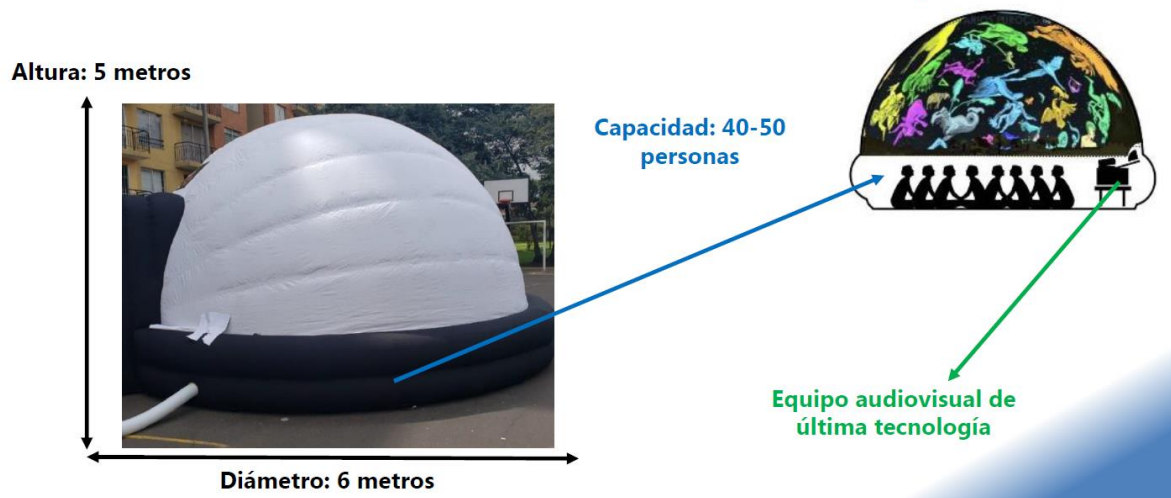 Altura: 5 metros
Capacidad: 40-50
personas
Equipo audiovisual de
última tecnología
Diámetro: 6 metros